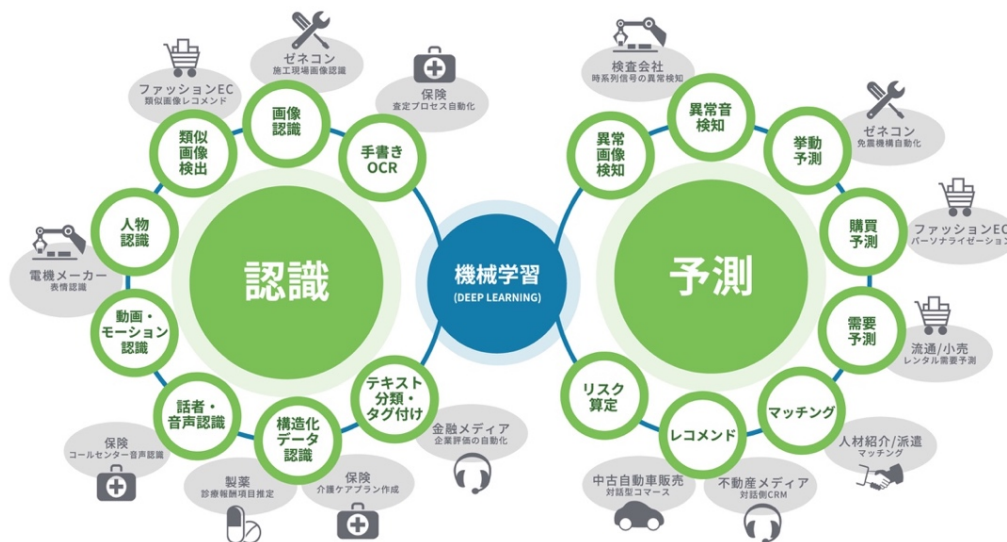 ゼネコン
施工現場画像認識
ファッションEC
類似画像レコメンド
保険
査定プロセス自動化
画像
認識
類似
画像
検出
手書き
OCR
人物
認識
電機メーカー
表情認識
認識
動画・
モーション
認識
話者・
音声認識
構造化
データ
認識
テキスト
分類・
タグ付け
保険
コールセンター音声認識
製薬
診療報酬項目推定
保険
介護ケアプラン作成
金融メディア
企業評価の自動化
機械学習
(DEEP LEARNING)
検査会社
時系列信号の異常検知
ゼネコン
免震機構自動化
異常
画像
検知
異常音
検知
挙動
予測
購買
予測
ファッションEC
パーソナライゼーション
予測
需要
予測
流通/小売
レンタル需要予測
リスク
算定
レコメンド
マッチング
人材紹介/派遣
マッチング
中古自動車販売
対話型コマース
不動産メディア
対話側CRM